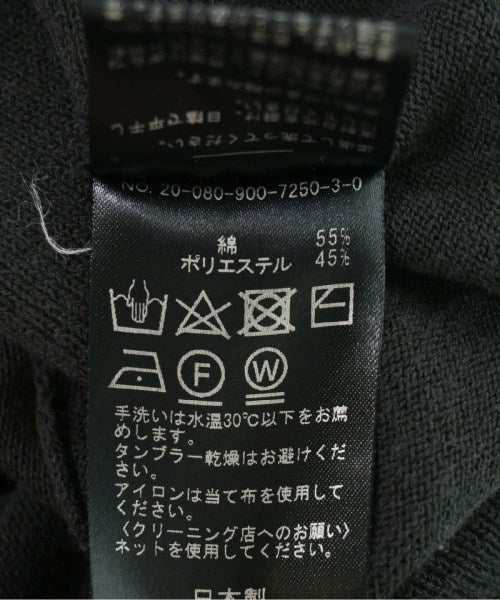 NO. 20-080-900-7250-3-0
綿 55%
ポリエステル 45%
F
W
手洗いは水温30℃以下をお薦
めします。
タンブラー乾燥はお避けくださ
い。
アイロンは当て布を使用して
ください。
〈クリーニング店へのお願い〉
ネットを使用してください。
日本製